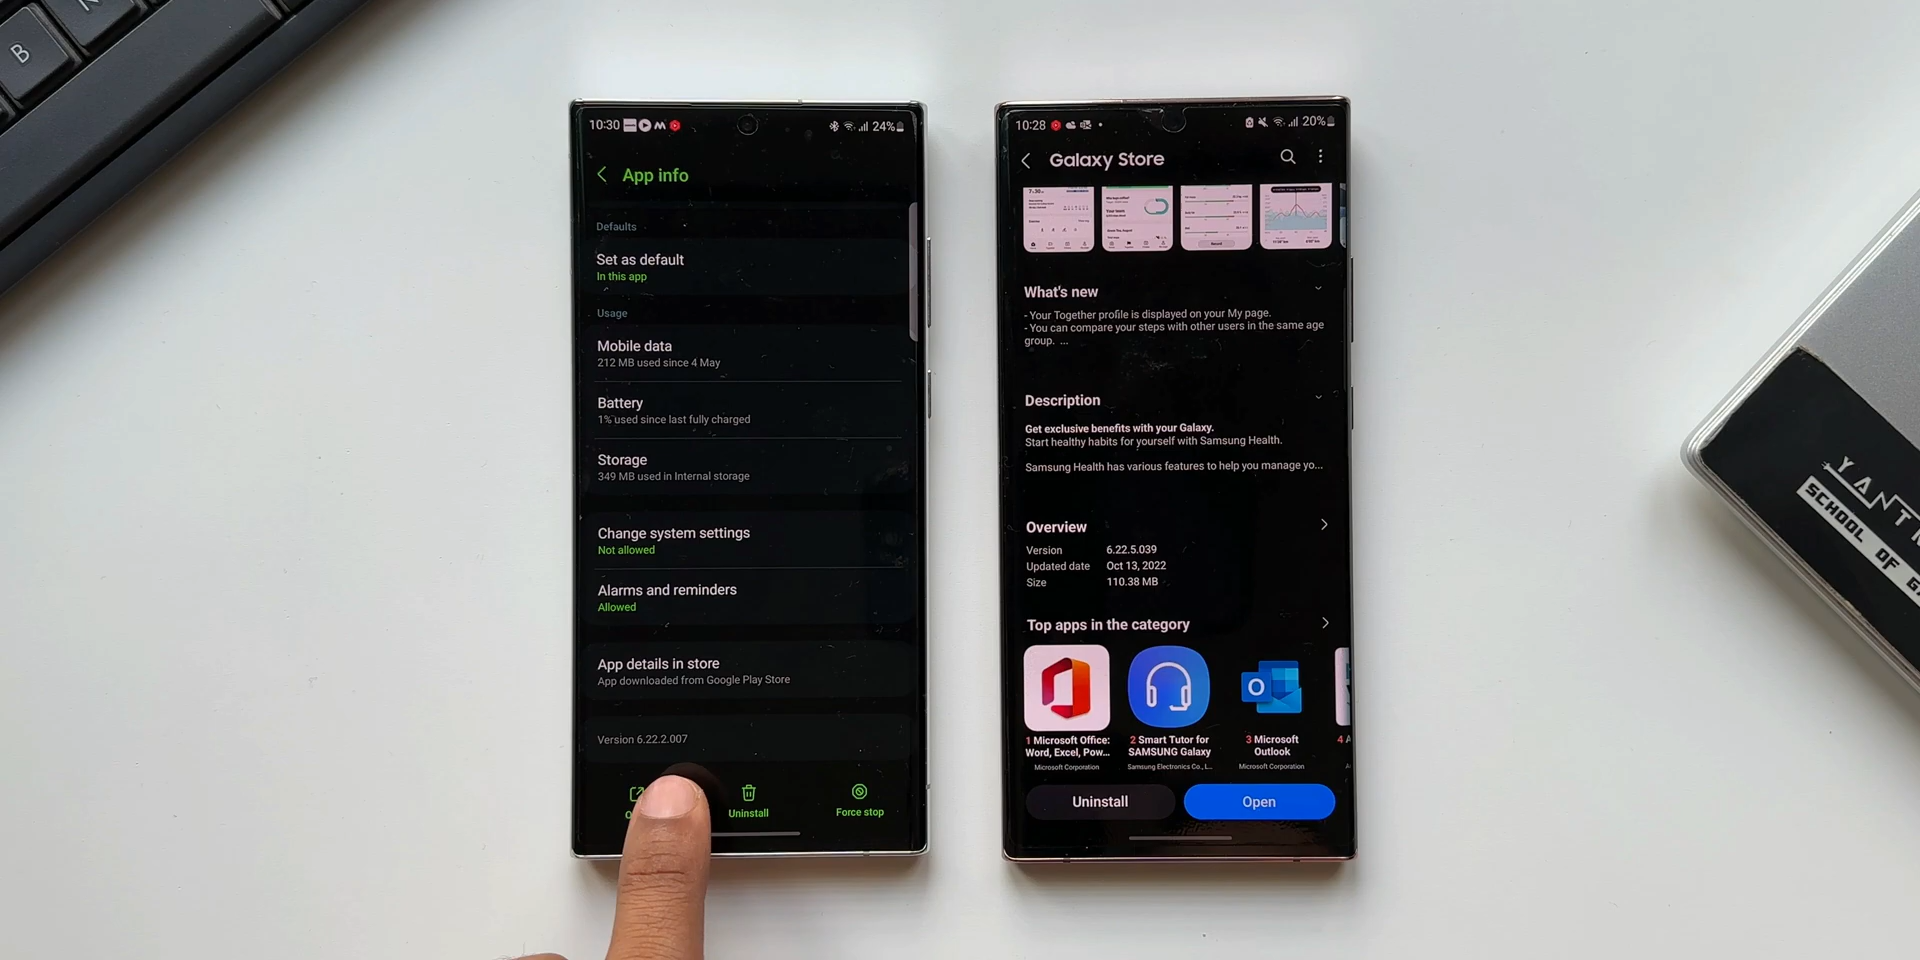 B
10:30
24%
App info
Defaults
Set as default
In this app
Usage
Mobile data
212 MB used since 4 May
Battery
1% used since last fully charged
Storage
349 MB used in Internal storage
Change system settings
Not allowed
Alarms and reminders
Allowed
App details in store
App downloaded from Google Play Store
Version 6.22.2.007
Uninstall
Force stop
10:28
20%
Galaxy Store
What's new
- Your Together profile is displayed on your My page.
- You can compare your steps with other users in the same age
group. ...
Description
Get exclusive benefits with your Galaxy.
Start healthy habits for yourself with Samsung Health.
Samsung Health has various features to help you manage yo...
Overview
Version 6.22.5.039
Updated date Oct 13, 2022
Size 110.38 MB
Top apps in the category
1 Microsoft Office:
Word, Excel, Pow...
Microsoft Corporation
2 Smart Tutor for
SAMSUNG Galaxy
Samsung Electronics Co., L...
3 Microsoft
Outlook
Microsoft Corporation
4 A
Uninstall
Open
SCHOOL OF